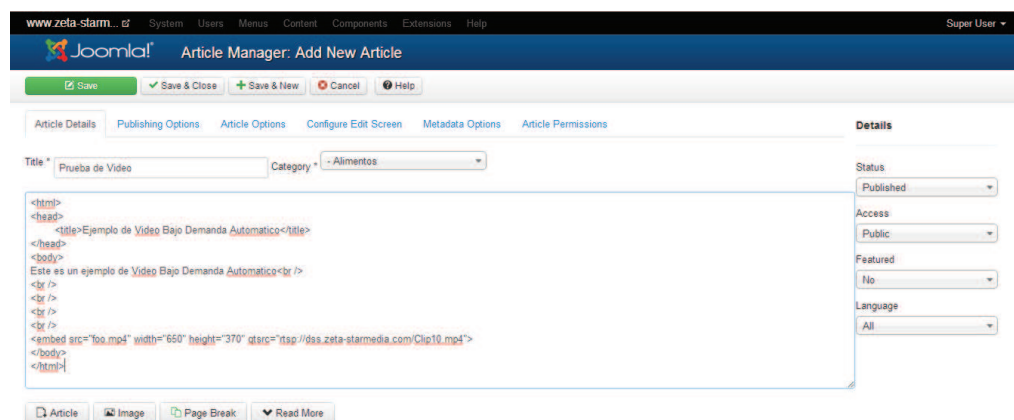 www.zeta-starm... System Users Menus Content Components Extensions Help Super User
Joomla! Article Manager: Add New Article
Save Save & Close Save & New Cancel Help
Article Details Publishing Options Article Options Configure Edit Screen Metadata Options Article Permissions
Details
Title * Prueba de Video Category * - Alimentos
Status
Published
Access
Public
Featured
No
Language
All
<html>
<head>
<title>Ejemplo de Video Bajo Demanda Automatico</title>
</head>
<body>
Este es un ejemplo de Video Bajo Demanda Automatico<br />
<br />
<br />
<br />
<br />
<embed src="foo.mp4" width="650" height="370" qtsrc="rtsp://dss.zeta-starmedia.com/Clip10.mp4">
</body>
</html>
Article Image Page Break Read More